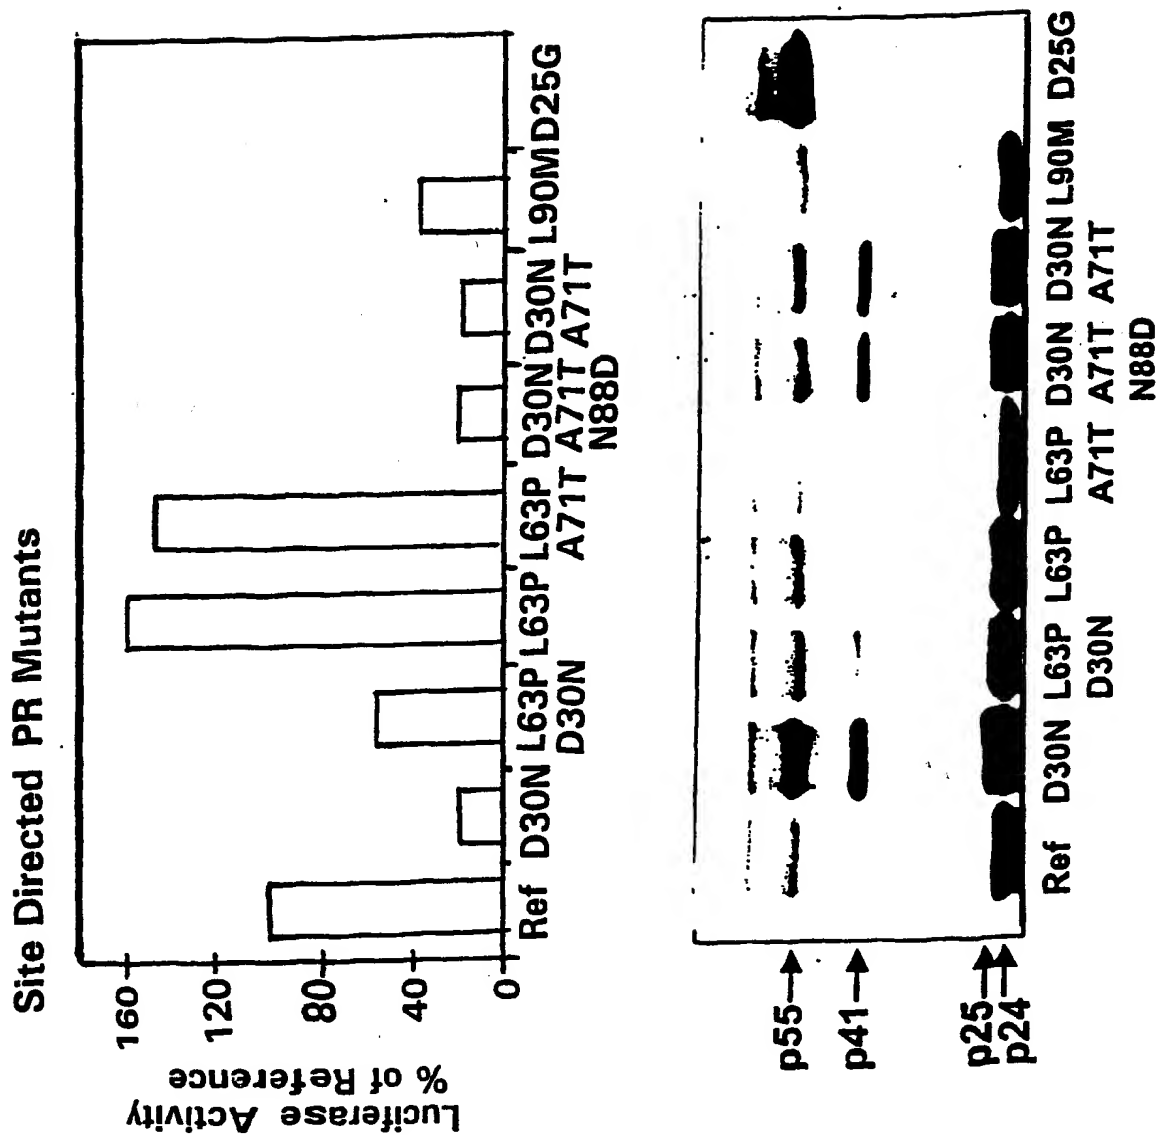 Site Directed PR Mutants
Luciferase Activity
% of Reference
160
120
80
40
0
Ref D30N L63P L63P L63P D30N D30N L90M D25G
D30N A71T A71T A71T
N88D
p55
p41
p25
p24
Ref D30N L63P L63P L63P D30N D30N L90M D25G
D30N A71T A71T A71T
N88D